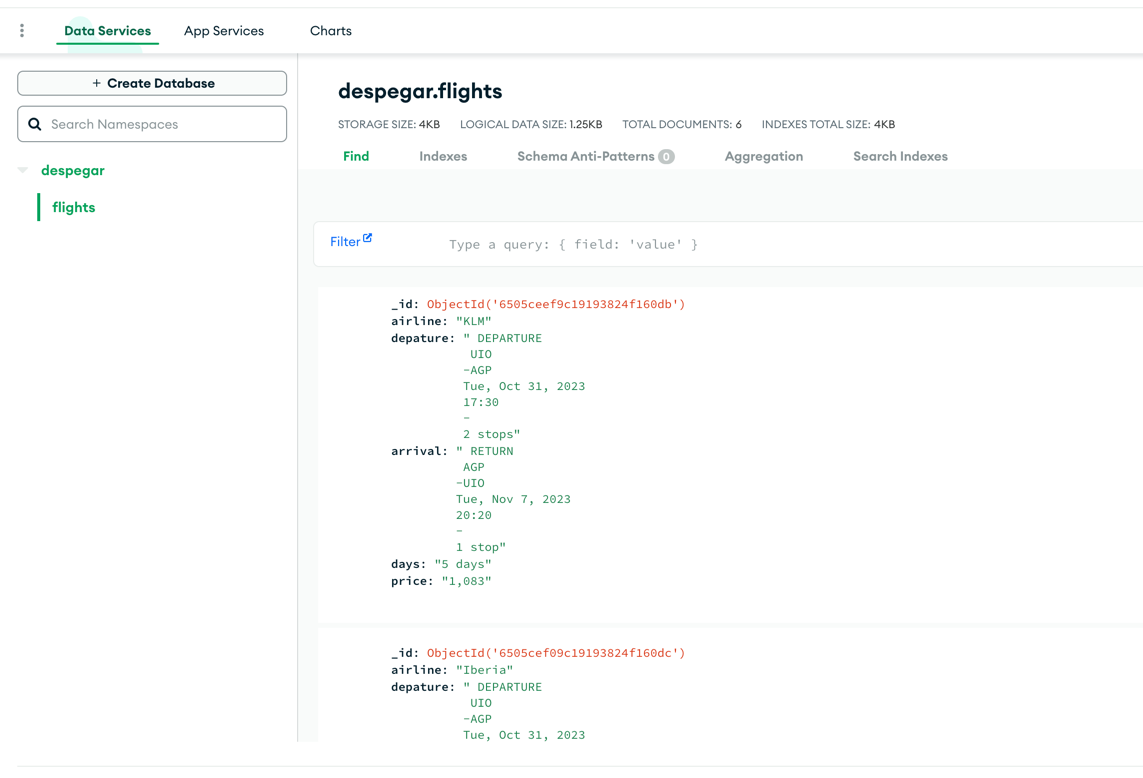 Data Services App Services Charts
+ Create Database
Search Namespaces
despegar
flights
despegar.flights
STORAGE SIZE: 4KB LOGICAL DATA SIZE: 1.25KB TOTAL DOCUMENTS: 6 INDEXES TOTAL SIZE: 4KB
Find Indexes Schema Anti-Patterns 0 Aggregation Search Indexes
Filter Type a query: { field: 'value' }
_id: ObjectId('6505ceef9c19193824f160db')
airline: "KLM"
depature: " DEPARTURE
UIO
-AGP
Tue, Oct 31, 2023
17:30
-
2 stops"
arrival: " RETURN
AGP
-UIO
Tue, Nov 7, 2023
20:20
-
1 stop"
days: "5 days"
price: "1,083"
_id: ObjectId('6505cef09c19193824f160dc')
airline: "Iberia"
depature: " DEPARTURE
UIO
-AGP
Tue, Oct 31, 2023